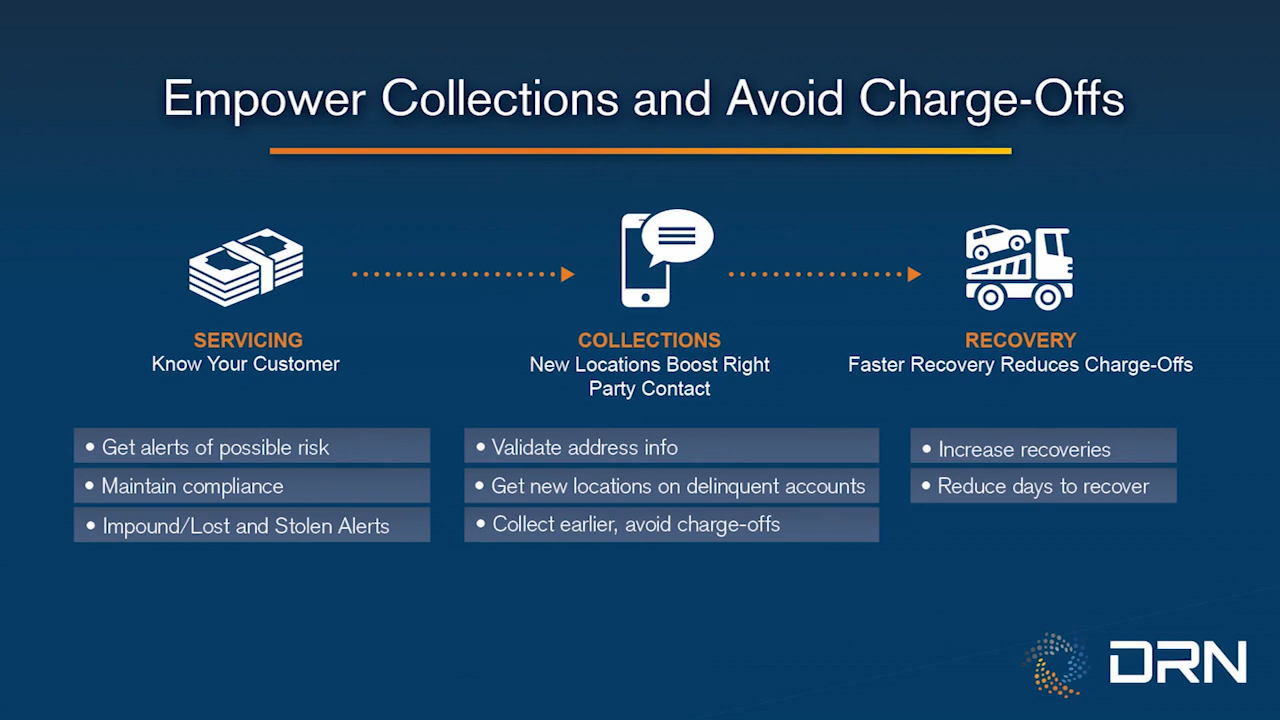 Empower Collections and Avoid Charge-Offs
SERVICING
Know Your Customer
• Get alerts of possible risk
• Maintain compliance
• Impound/Lost and Stolen Alerts
COLLECTIONS
New Locations Boost Right
Party Contact
• Validate address info
• Get new locations on delinquent accounts
• Collect earlier, avoid charge-offs
RECOVERY
Faster Recovery Reduces Charge-Offs
• Increase recoveries
• Reduce days to recover
DRN